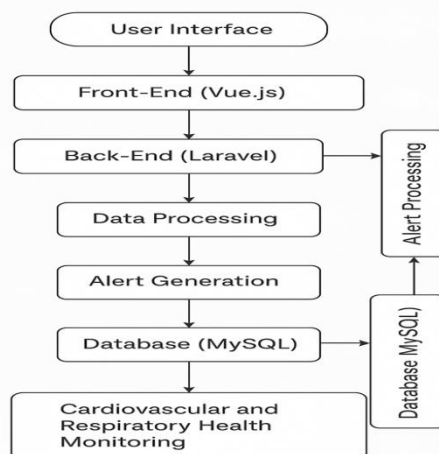 User Interface
Front-End (Vue.js)
Back-End (Laravel)
Data Processing
Alert Generation
Database (MySQL)
Cardiovascular and
Respiratory Health
Monitoring
Alert Processing
Database MySQL)